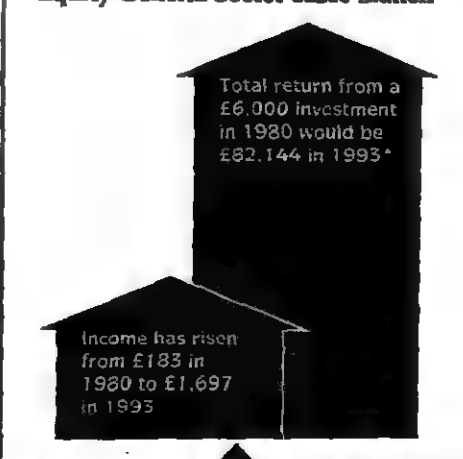 Total return from a
£6,000 investment
in 1980 would be
£82,144 in 1993*
Income has risen
from £183 in
1980 to £1,697
in 1993